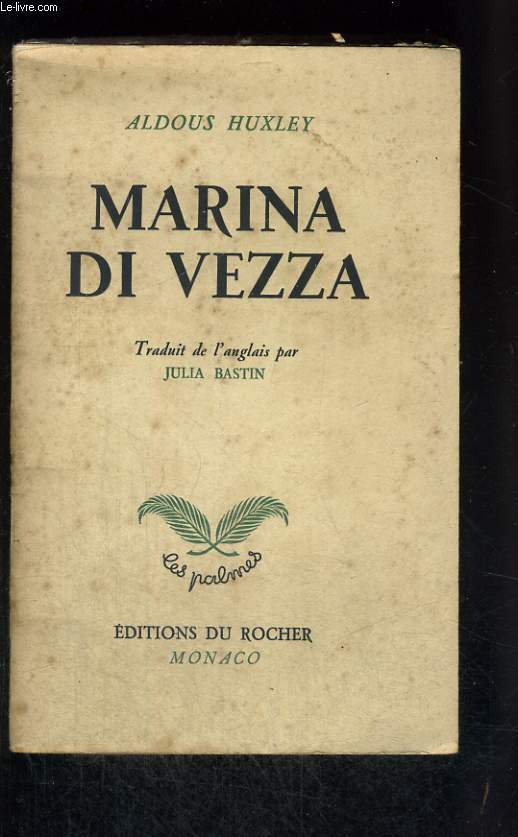 Le-livre.com
ALDOUS HUXLEY
MARINA
DI VEZZA
Traduit de l'anglais par
JULIA BASTIN
les palmes
ÉDITIONS DU ROCHER
MONACO